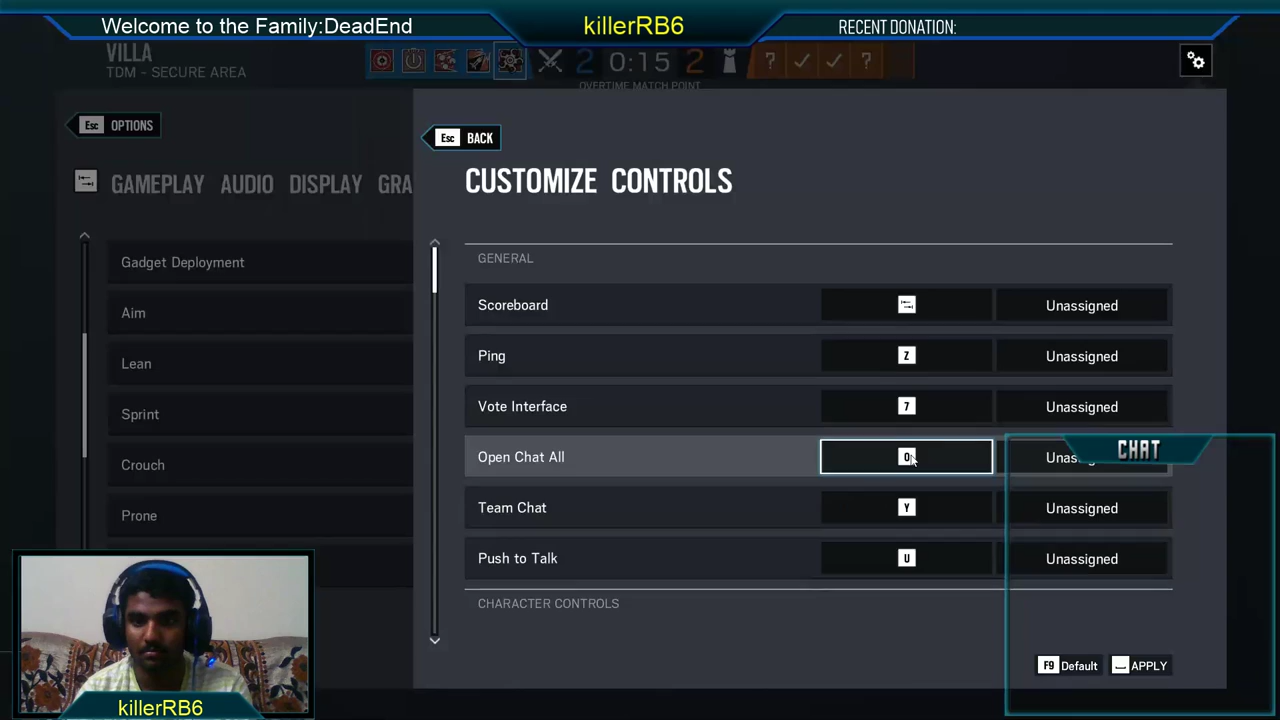 Welcome to the Family:DeadEnd
killerRB6
RECENT DONATION:
VILLA
TDM - SECURE AREA
2 0:15 2
? ?
OVERTIME MATCH POINT
Esc OPTIONS
Esc BACK
GAMEPLAY AUDIO DISPLAY GRA
CUSTOMIZE CONTROLS
Gadget Deployment
Aim
Lean
Sprint
Crouch
Prone
GENERAL
Scoreboard Unassigned
Ping Z Unassigned
Vote Interface 7 Unassigned
Open Chat All Unas
CHAT
Team Chat Y Unassigned
Push to Talk U Unassigned
CHARACTER CONTROLS
F9 Default APPLY
killerRB6